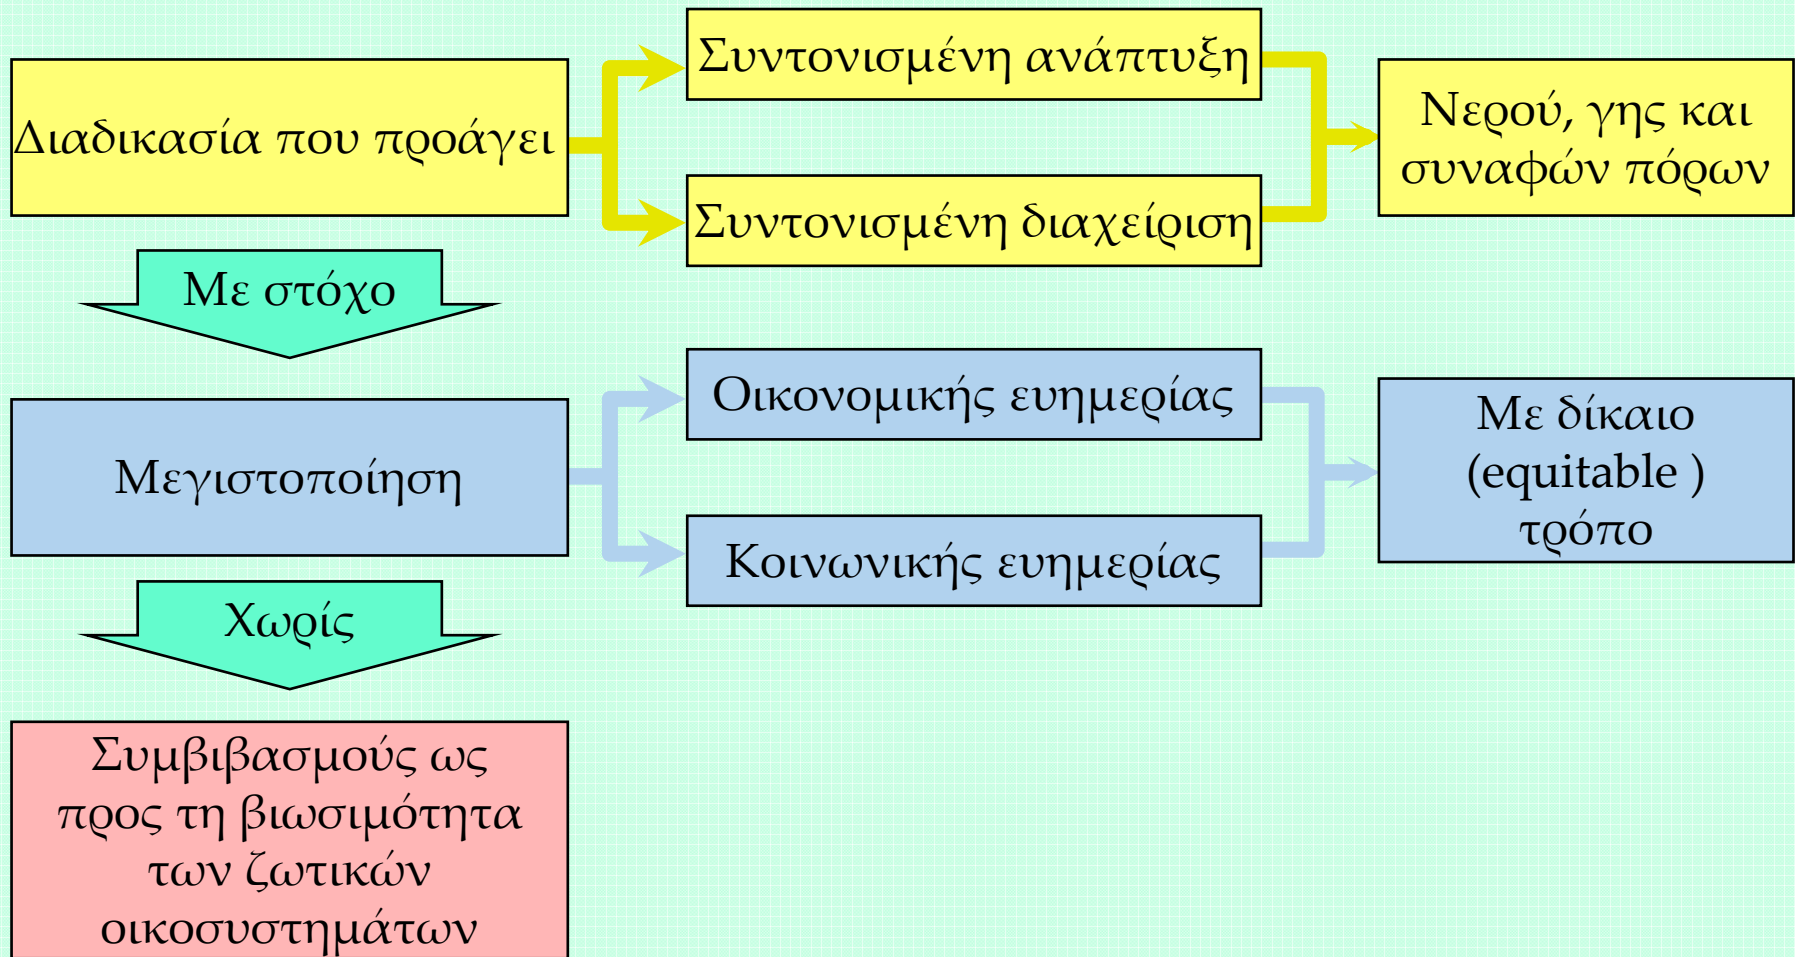 Διαδικασία που προάγει
Συντονισμένη ανάπτυξη
Συντονισμένη διαχείριση
Νερού, γης και
συναφών πόρων
Με στόχο
Μεγιστοποίηση
Οικονομικής ευημερίας
Κοινωνικής ευημερίας
Με δίκαιο
(equitable )
τρόπο
Χωρίς
Συμβιβασμούς ως
προς τη βιωσιμότητα
των ζωτικών
οικοσυστημάτων